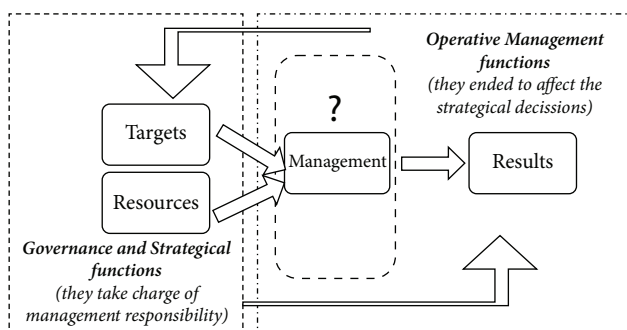 Operative Management
functions
(they ended to affect the
strategical decissions)
?
Targets
Management
Results
Resources
Governance and Strategical
functions
(they take charge of
management responsibility)